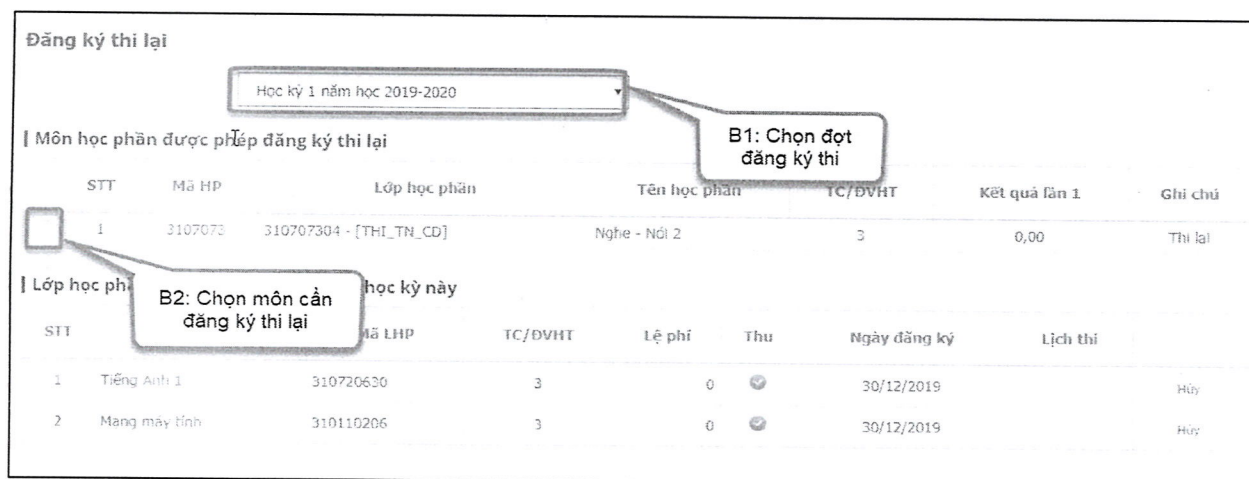 Đăng ký thi lại
Học kỳ 1 năm học 2019-2020
B1: Chọn đợt
đăng ký thi
Môn học phần được phép đăng ký thi lại
STT Mã HP Lớp học phần Tên học phần TC/ĐVHT Kết quả lần 1 Ghi chú
1 3107073 310707304 - [THI_TN_CD] Nghe - Nói 2 3 0,00 Thi lại
B2: Chọn môn cần
đăng ký thi lại
Lớp học học kỳ này
STT Mã LHP TC/ĐVHT Lệ phí Thu Ngày đăng ký Lịch thi
1 Tiếng Anh 1 310720630 3 0 30/12/2019 Hủy
2 Mạng máy tính 310110206 3 0 30/12/2019 Hủy